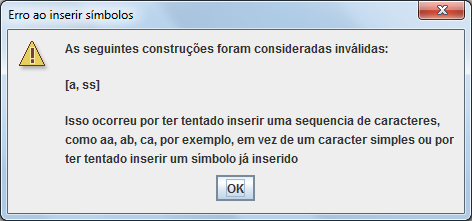 Erro ao inserir símbolos
As seguintes construções foram consideradas inválidas:
[a, ss]
Isso ocorreu por ter tentado inserir uma sequencia de caracteres,
como aa, ab, ca, por exemplo, em vez de um caracter simples ou por
ter tentado inserir um símbolo já inserido
OK